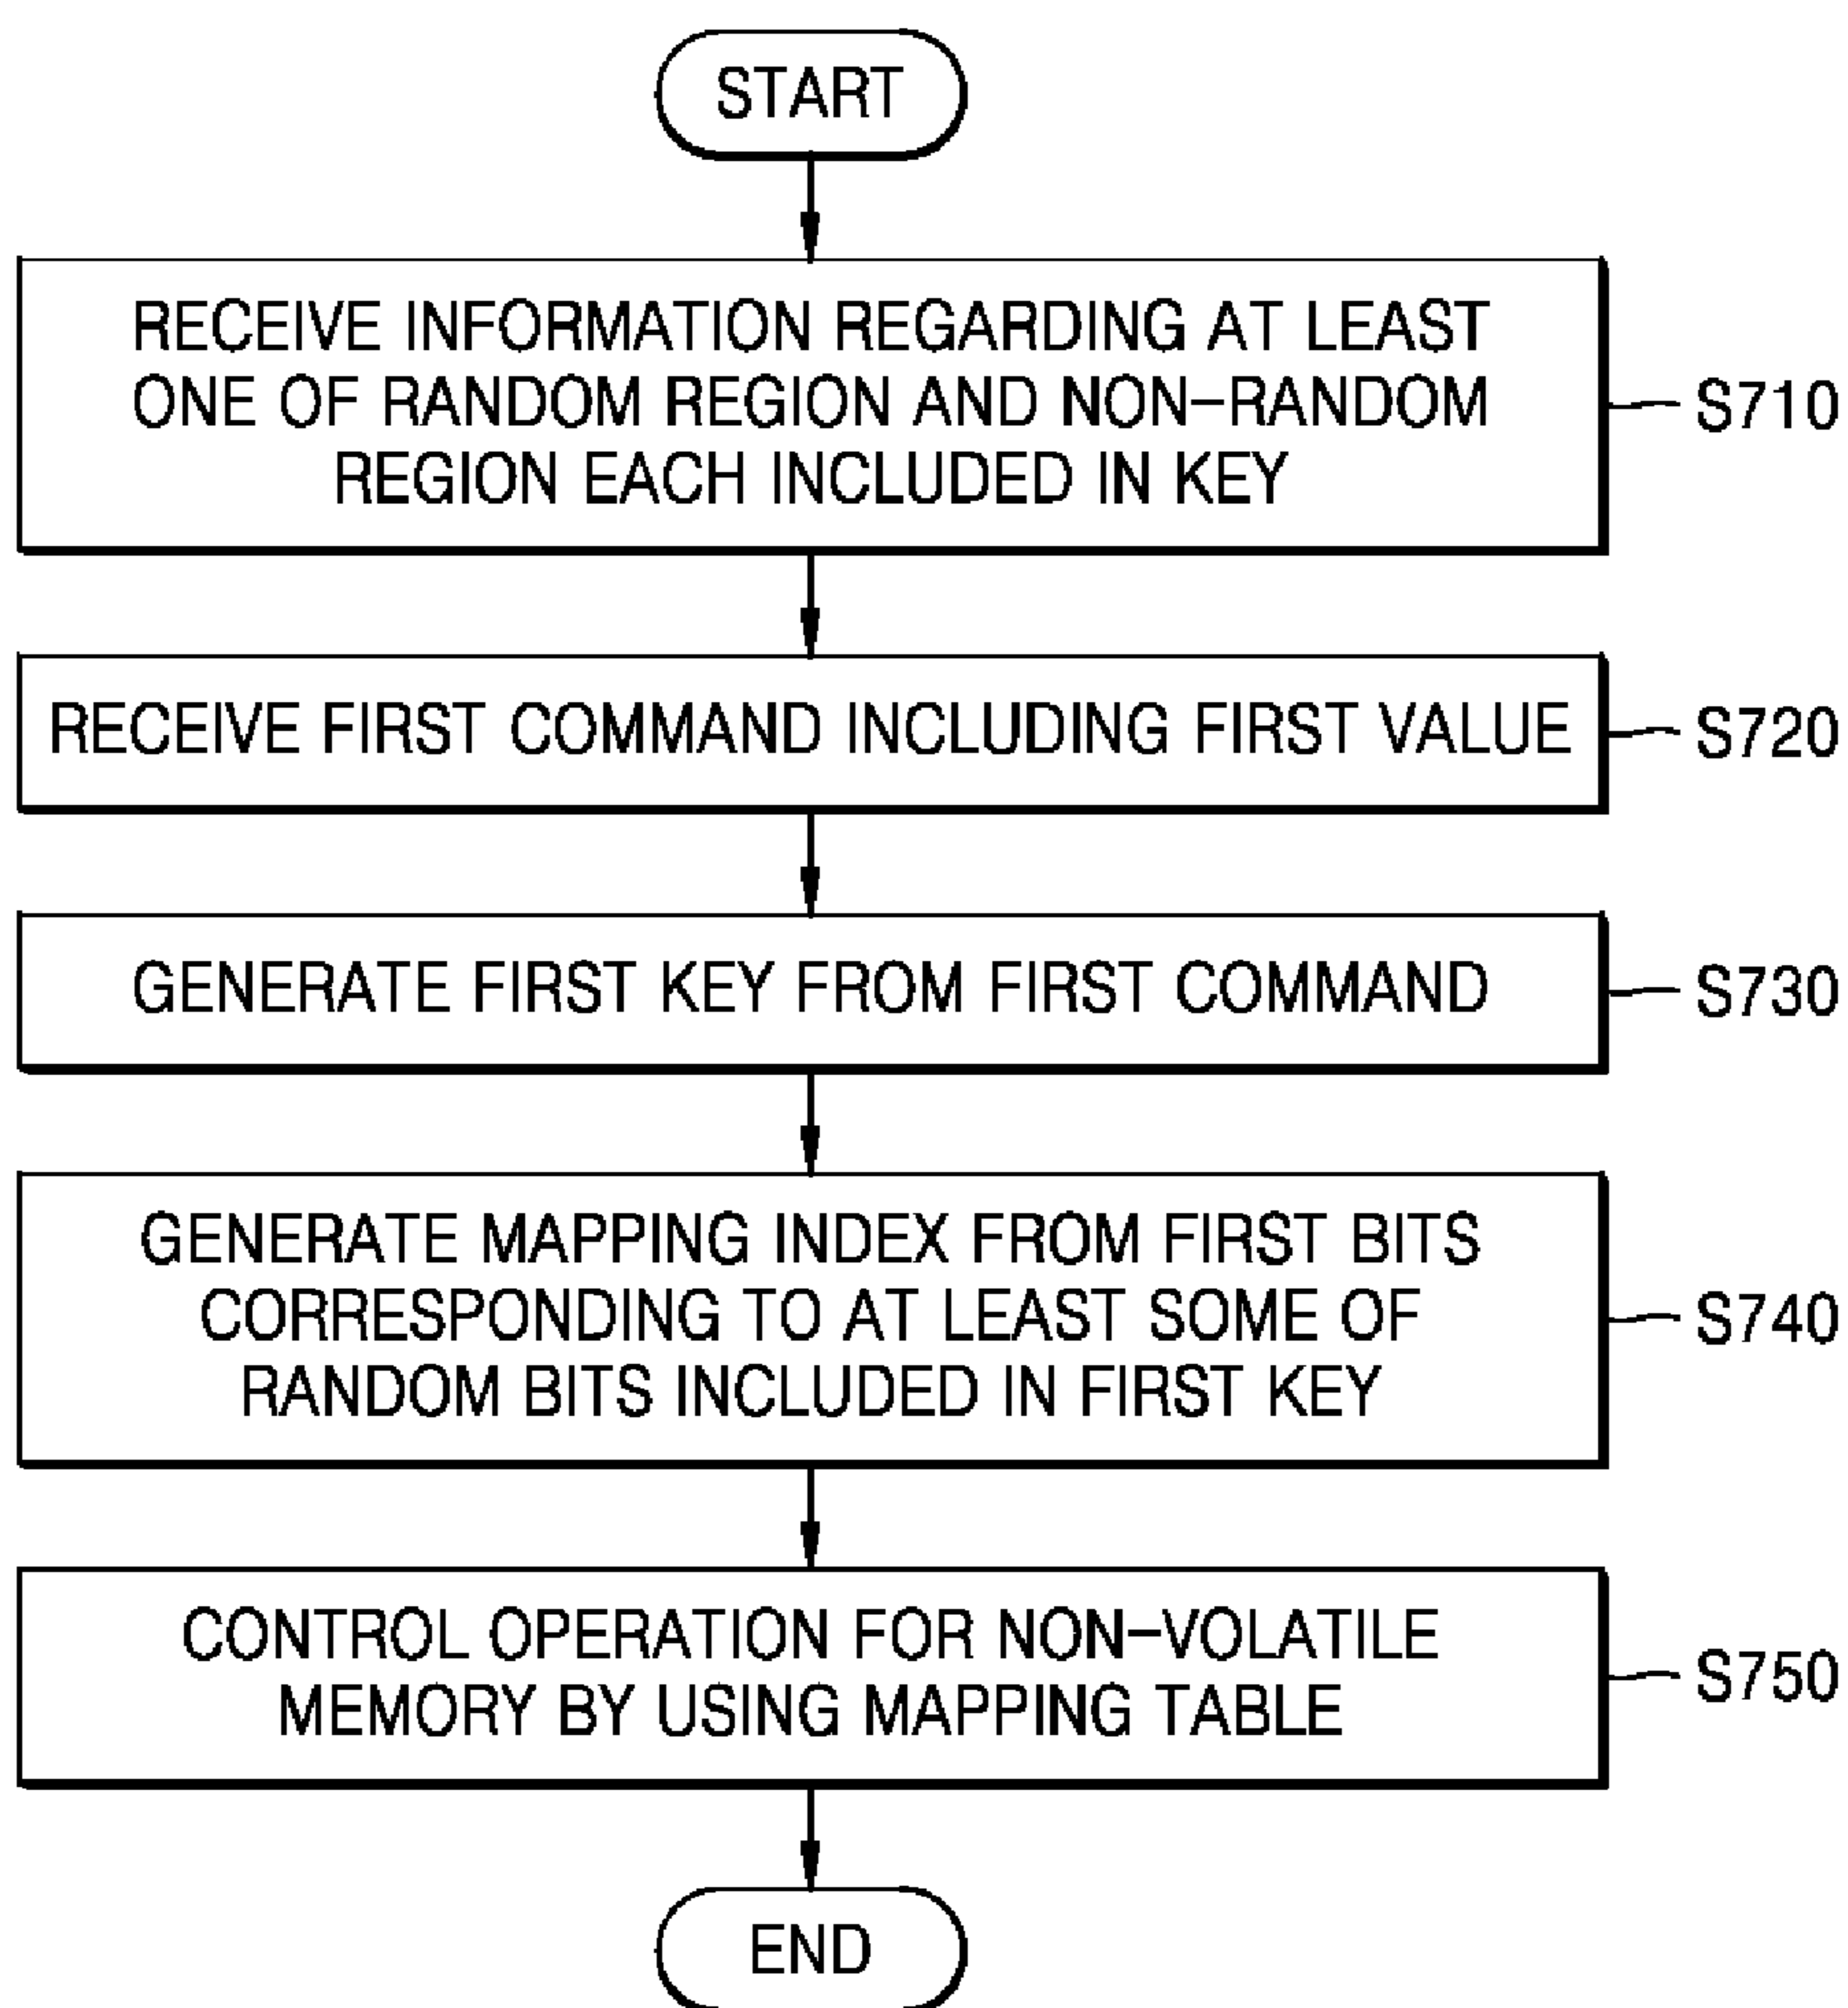 START
RECEIVE INFORMATION REGARDING AT LEAST
ONE OF RANDOM REGION AND NON-RANDOM
REGION EACH INCLUDED IN KEY
S710
RECEIVE FIRST COMMAND INCLUDING FIRST VALUE
S720
GENERATE FIRST KEY FROM FIRST COMMAND
S730
GENERATE MAPPING INDEX FROM FIRST BITS
CORRESPONDING TO AT LEAST SOME OF
RANDOM BITS INCLUDED IN FIRST KEY
S740
CONTROL OPERATION FOR NON-VOLATILE
MEMORY BY USING MAPPING TABLE
S750
END